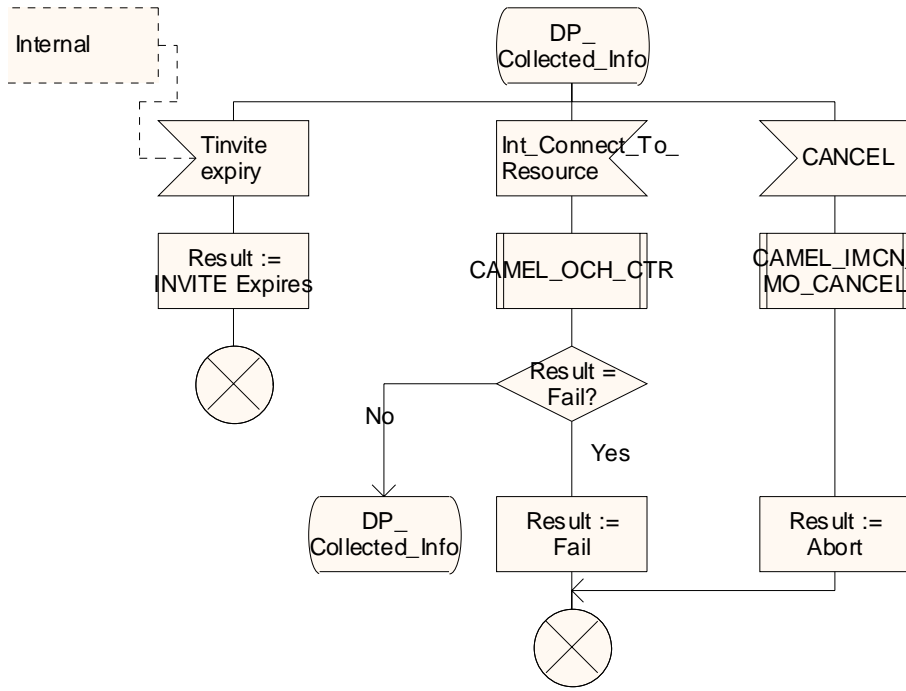 Internal
DP_
Collected_Info
Tinvite
expiry
Int_Connect_To_
Resource
CANCEL
Result :=
INVITE Expires
CAMEL_OCH_CTR
CAMEL_IMCN_
MO_CANCEL
Result =
Fail?
No
Yes
DP_
Collected_Info
Result :=
Fail
Result :=
Abort